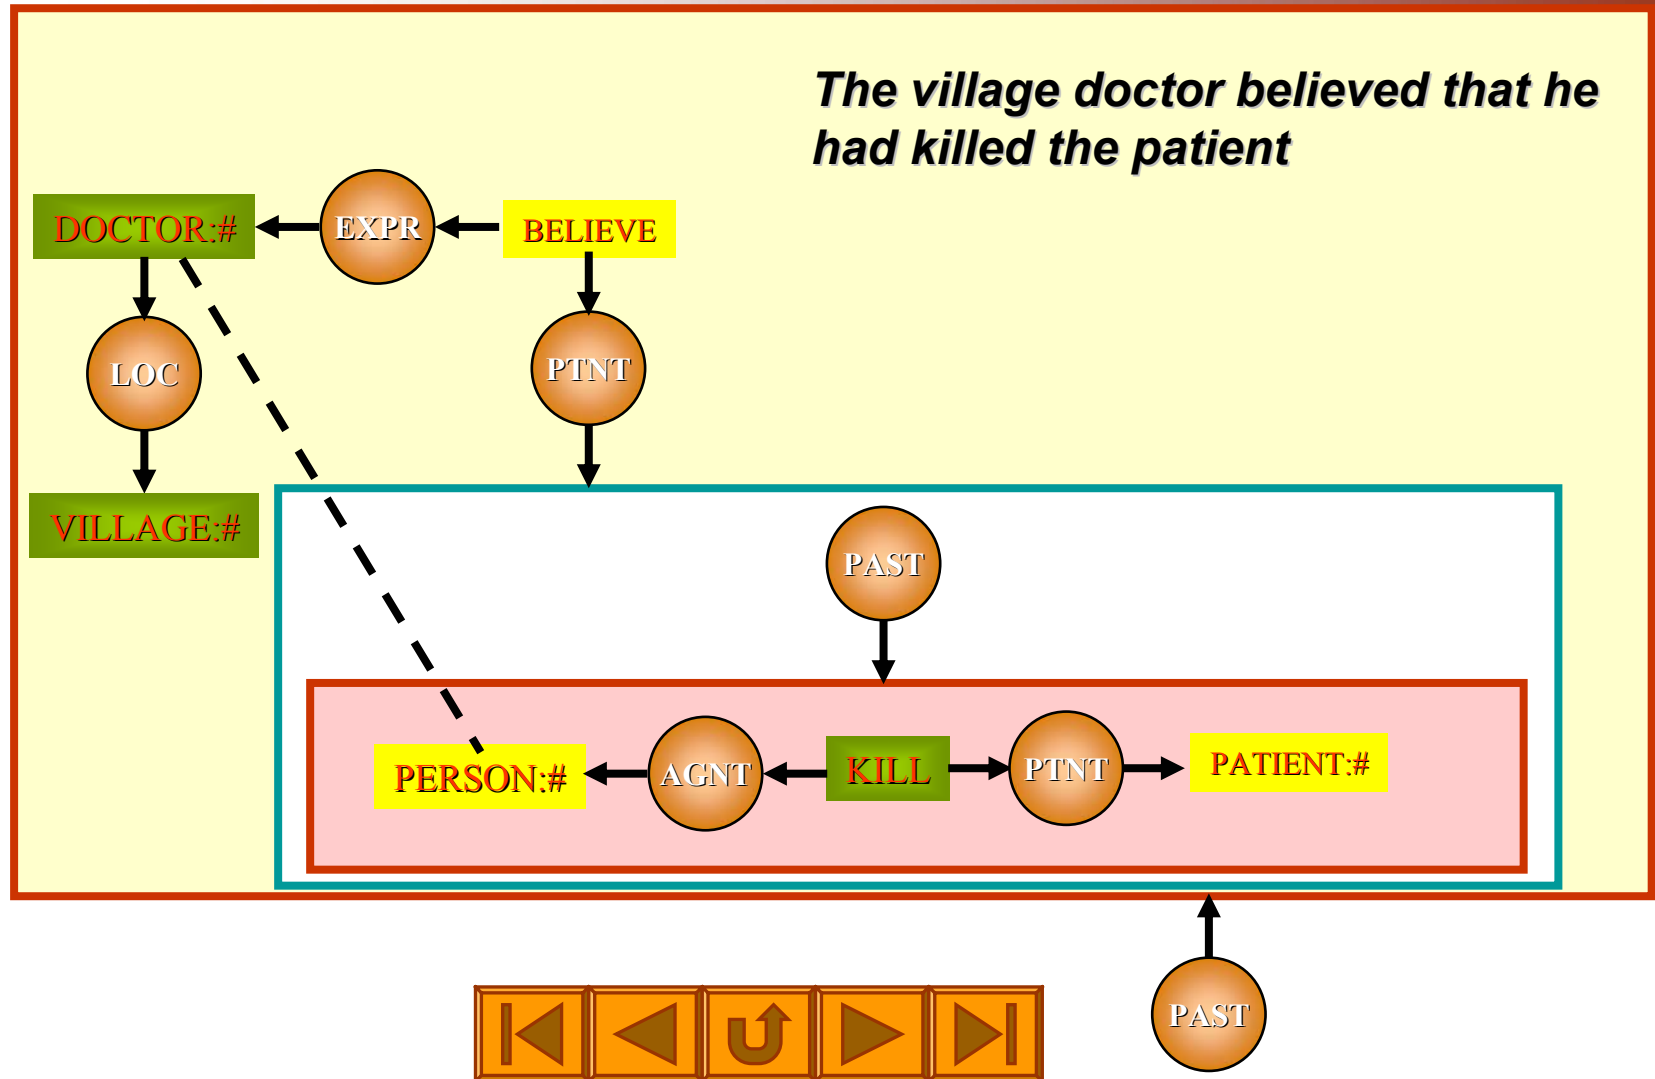 The village doctor believed that he
had killed the patient
DOCTOR:#
EXPR
BELIEVE
LOC
PTNT
VILLAGE:#
PAST
PERSON:#
AGNT
KILL
PTNT
PATIENT:#
PAST